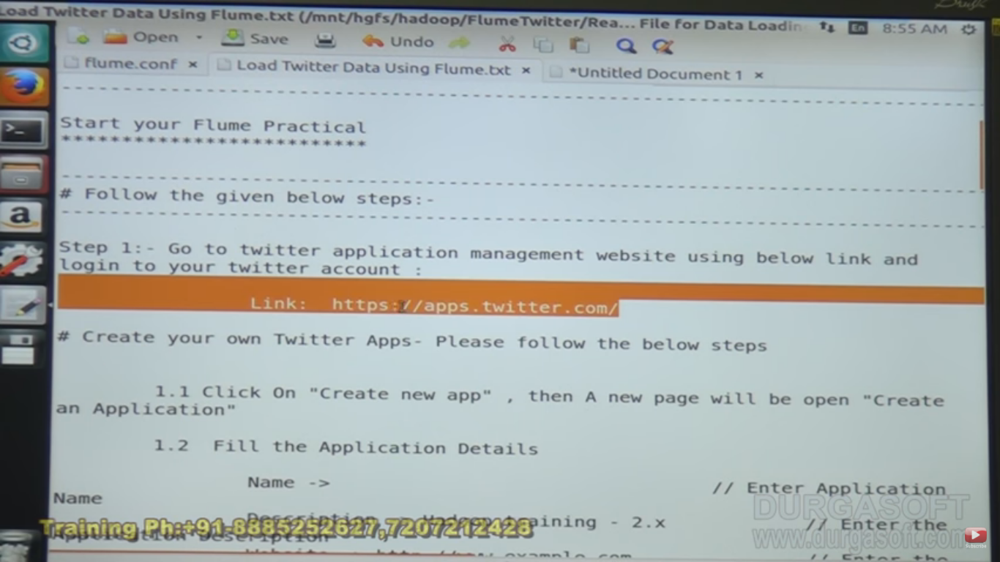 Load Twitter Data Using Flume.txt (/mnt/hgfs/hadoop/FlumeTwitter/Rea... File for Data Loadin En 8:55 AM
Open Save Undo
flume.conf × Load Twitter Data Using Flume.txt × *Untitled Document 1 ×
--------------------------------------------------------------------------------
Start your Flume Practical
**************************
--------------------------------------------------------------------------------
# Follow the given below steps:-
--------------------------------------------------------------------------------
Step 1:- Go to twitter application management website using below link and
login to your twitter account :
Link: https://apps.twitter.com/
# Create your own Twitter Apps- Please follow the below steps
1.1 Click On "Create new app" , then A new page will be open "Create
an Application"
1.2 Fill the Application Details
Name -> // Enter Application
Name
Description - Hadoop training - 2.x // Enter the
Application Description
Website http://www.example.com // Enter the
Training Ph:+91-8885252627,7207212428
DURGASOFT
www.durgasoft.com
Subscribe